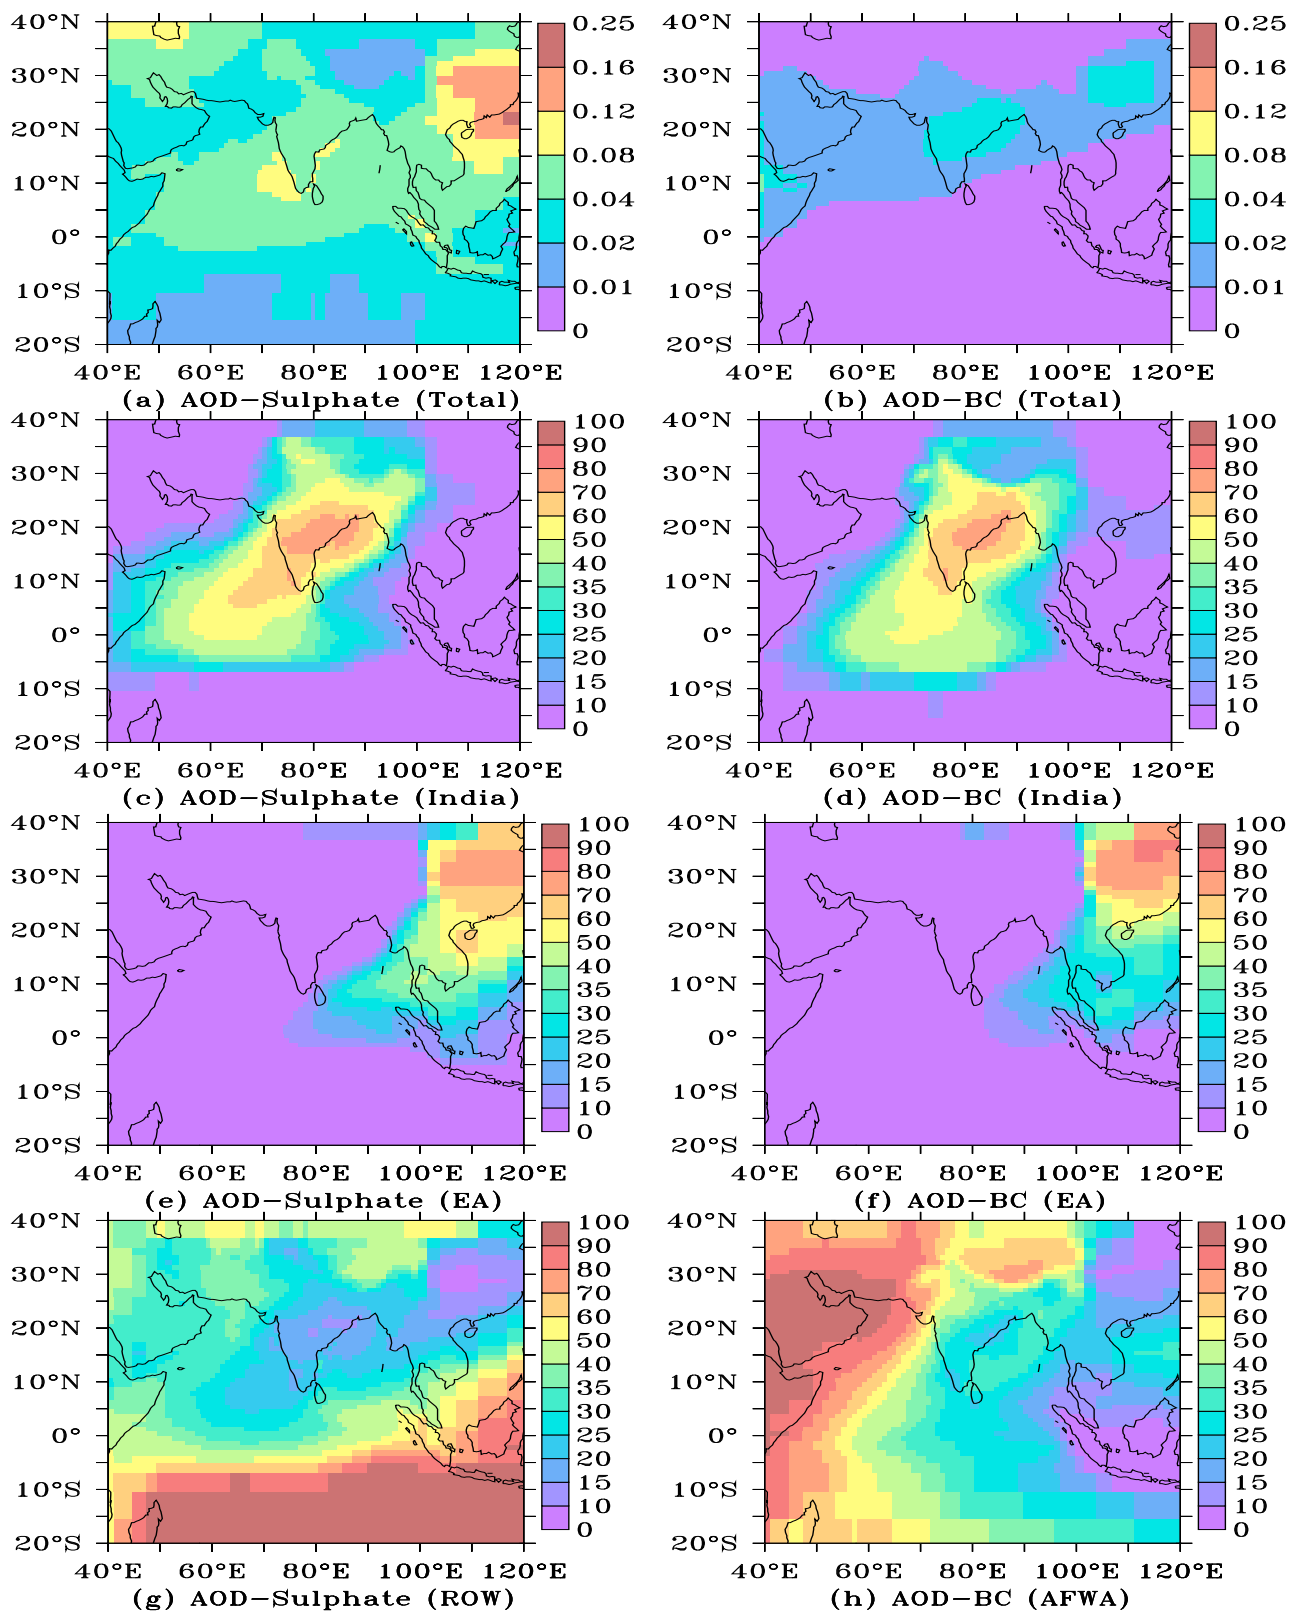 40°N
30°N
20°N
10°N
0°
10°S
20°S
40°E 60°E 80°E 100°E 120°E
0.25
0.16
0.12
0.08
0.04
0.02
0.01
0
(a) AOD−Sulphate (Total)
40°N
30°N
20°N
10°N
0°
10°S
20°S
40°E 60°E 80°E 100°E 120°E
0.25
0.16
0.12
0.08
0.04
0.02
0.01
0
(b) AOD−BC (Total)
40°N
30°N
20°N
10°N
0°
10°S
20°S
40°E 60°E 80°E 100°E 120°E
100
90
80
70
60
50
40
35
30
25
20
15
10
0
(c) AOD−Sulphate (India)
40°N
30°N
20°N
10°N
0°
10°S
20°S
40°E 60°E 80°E 100°E 120°E
100
90
80
70
60
50
40
35
30
25
20
15
10
0
(d) AOD−BC (India)
40°N
30°N
20°N
10°N
0°
10°S
20°S
40°E 60°E 80°E 100°E 120°E
100
90
80
70
60
50
40
35
30
25
20
15
10
0
(e) AOD−Sulphate (EA)
40°N
30°N
20°N
10°N
0°
10°S
20°S
40°E 60°E 80°E 100°E 120°E
100
90
80
70
60
50
40
35
30
25
20
15
10
0
(f) AOD−BC (EA)
40°N
30°N
20°N
10°N
0°
10°S
20°S
40°E 60°E 80°E 100°E 120°E
100
90
80
70
60
50
40
35
30
25
20
15
10
0
(g) AOD−Sulphate (ROW)
40°N
30°N
20°N
10°N
0°
10°S
20°S
40°E 60°E 80°E 100°E 120°E
100
90
80
70
60
50
40
35
30
25
20
15
10
0
(h) AOD−BC (AFWA)